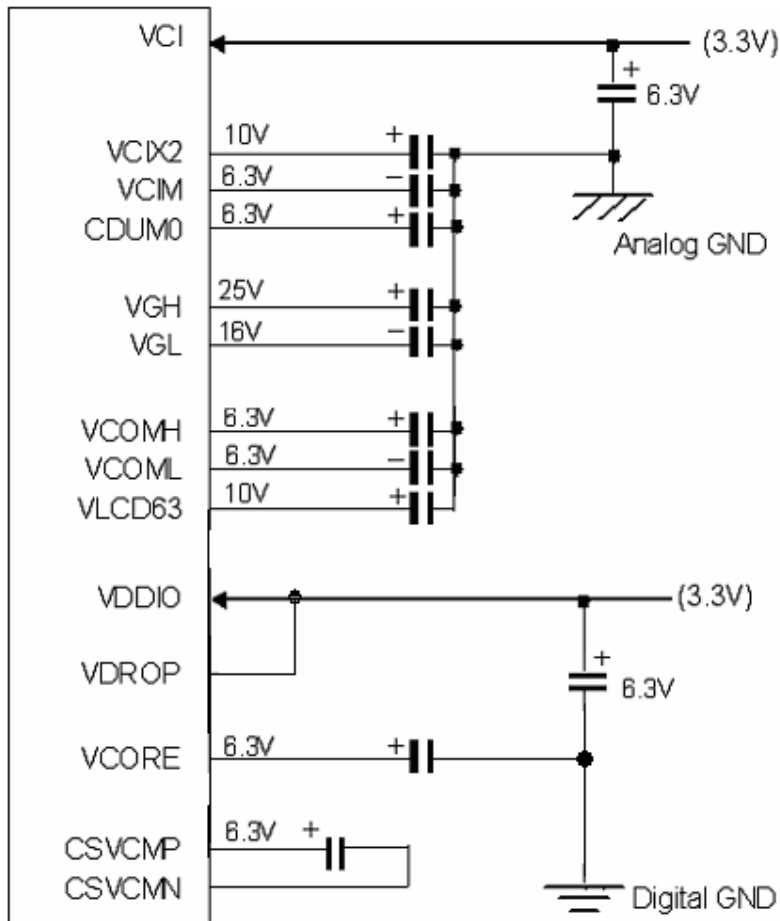 VCI (3.3V)
+
6.3V
VCIX2 10V +
VCIM 6.3V –
CDUM0 6.3V +
Analog GND
VGH 25V +
VGL 16V –
VCOMH 6.3V +
VCOML 6.3V –
VLCD63 10V +
VDDIO (3.3V)
+
VDROP 6.3V
VCORE 6.3V +
CSVCMP 6.3V +
CSVCMN
Digital GND